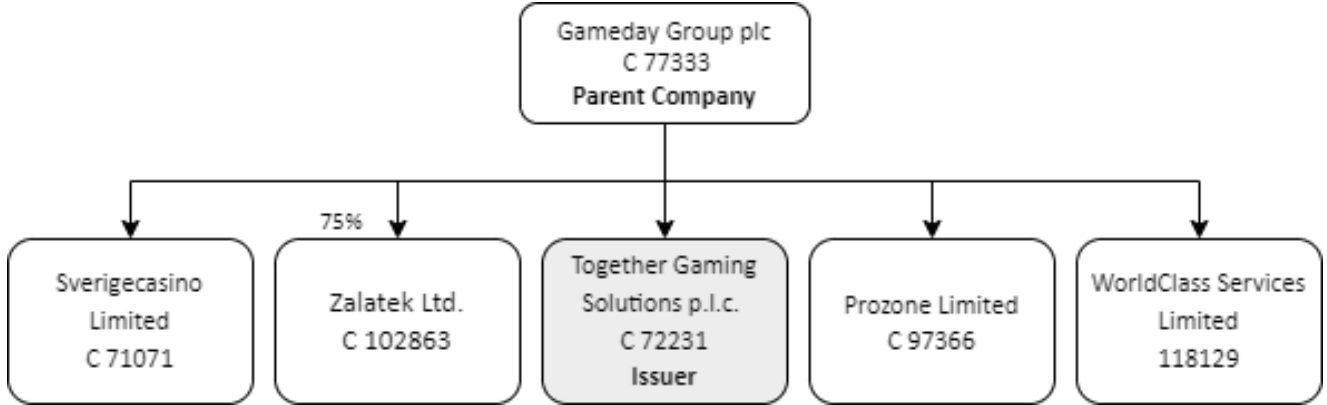 Gameday Group plc
C 77333
Parent Company
75%
Sverigecasino
Limited
C 71071
Zalatek Ltd.
C 102863
Together Gaming
Solutions p.l.c.
C 72231
Issuer
Prozone Limited
C 97366
WorldClass Services
Limited
118129